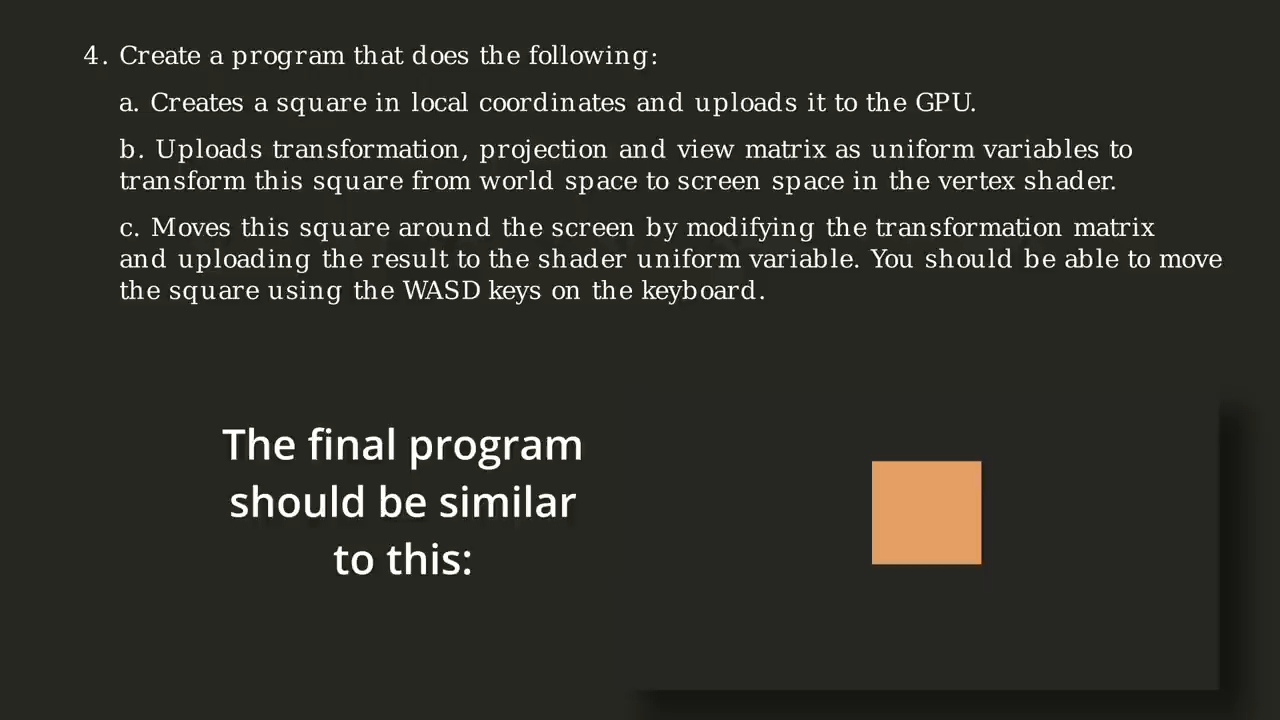 4. Create a program that does the following:
a. Creates a square in local coordinates and uploads it to the GPU.
b. Uploads transformation, projection and view matrix as uniform variables to
transform this square from world space to screen space in the vertex shader.
c. Moves this square around the screen by modifying the transformation matrix
and uploading the result to the shader uniform variable. You should be able to move
the square using the WASD keys on the keyboard.
The final program
should be similar
to this: